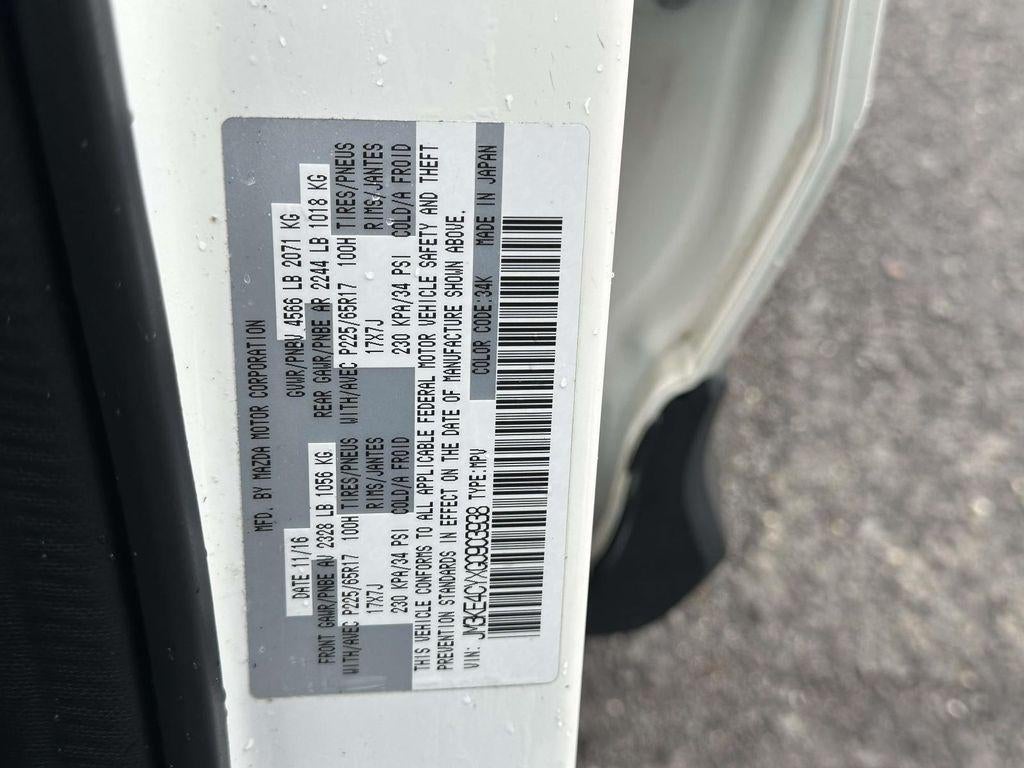 MFD. BY MAZDA MOTOR CORPORATION
DATE 11/16 GVWR/PNBV 4566 LB 2071 KG
FRONT GAWR/PNBE AV 2328 LB 1056 KG REAR GAWR/PNBE AR 2244 LB 1018 KG
WITH/AVEC P225/65R17 100H TIRES/PNEUS WITH/AVEC P225/65R17 100H TIRES/PNEUS
17X7J RIMS/JANTES 17X7J RIMS/JANTES
230 KPA/34 PSI COLD/A FROID 230 KPA/34 PSI COLD/A FROID
THIS VEHICLE CONFORMS TO ALL APPLICABLE FEDERAL MOTOR VEHICLE SAFETY AND THEFT
PREVENTION STANDARDS IN EFFECT ON THE DATE OF MANUFACTURE SHOWN ABOVE.
VIN: JM3KE4CYXG0903938 TYPE:MPV COLOR CODE:34K MADE IN JAPAN